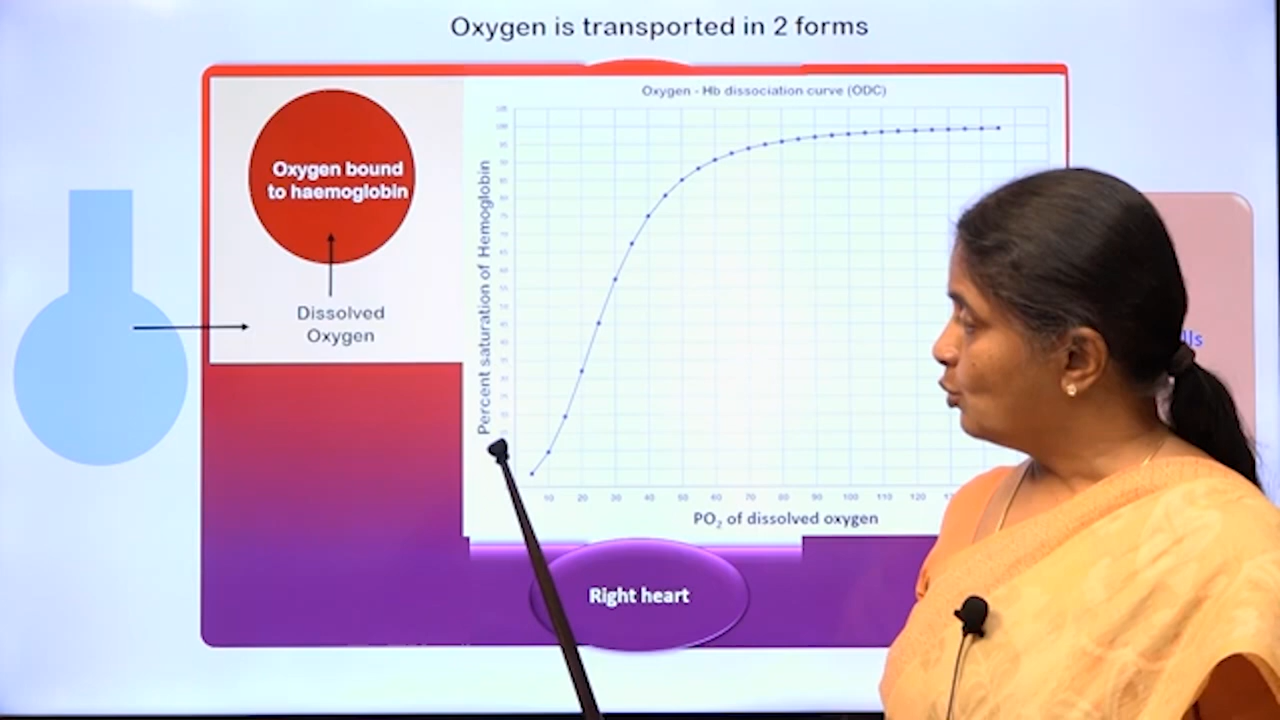 Oxygen is transported in 2 forms
Oxygen - Hb dissociation curve (ODC)
Oxygen bound
to haemoglobin
Dissolved
Oxygen
Percent saturation of Hemoglobin
10 20 30 40 50 60 70 80 90 100 110 120
PO₂ of dissolved oxygen
Right heart